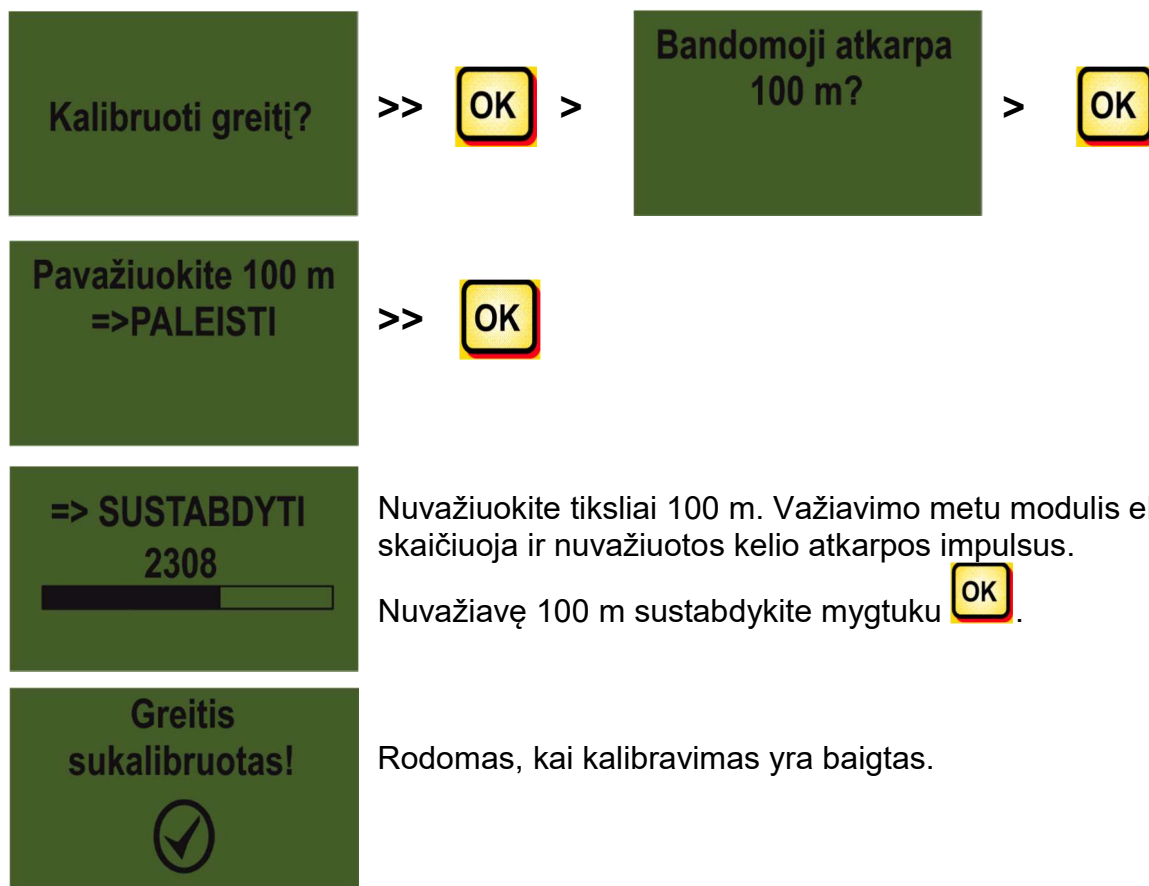 Kalibruoti greitį? >> OK > Bandomoji atkarpa
100 m? > OK
Pavažiuokite 100 m
=>PALEISTI >> OK
=> SUSTABDYTI
2308
Nuvažiuokite tiksliai 100 m. Važiavimo metu modulis
skaičiuoja ir nuvažiuotos kelio atkarpos impulsus.
Nuvažiavę 100 m sustabdykite mygtuku OK.
Greitis
sukalibruotas!
Rodomas, kai kalibravimas yra baigtas.